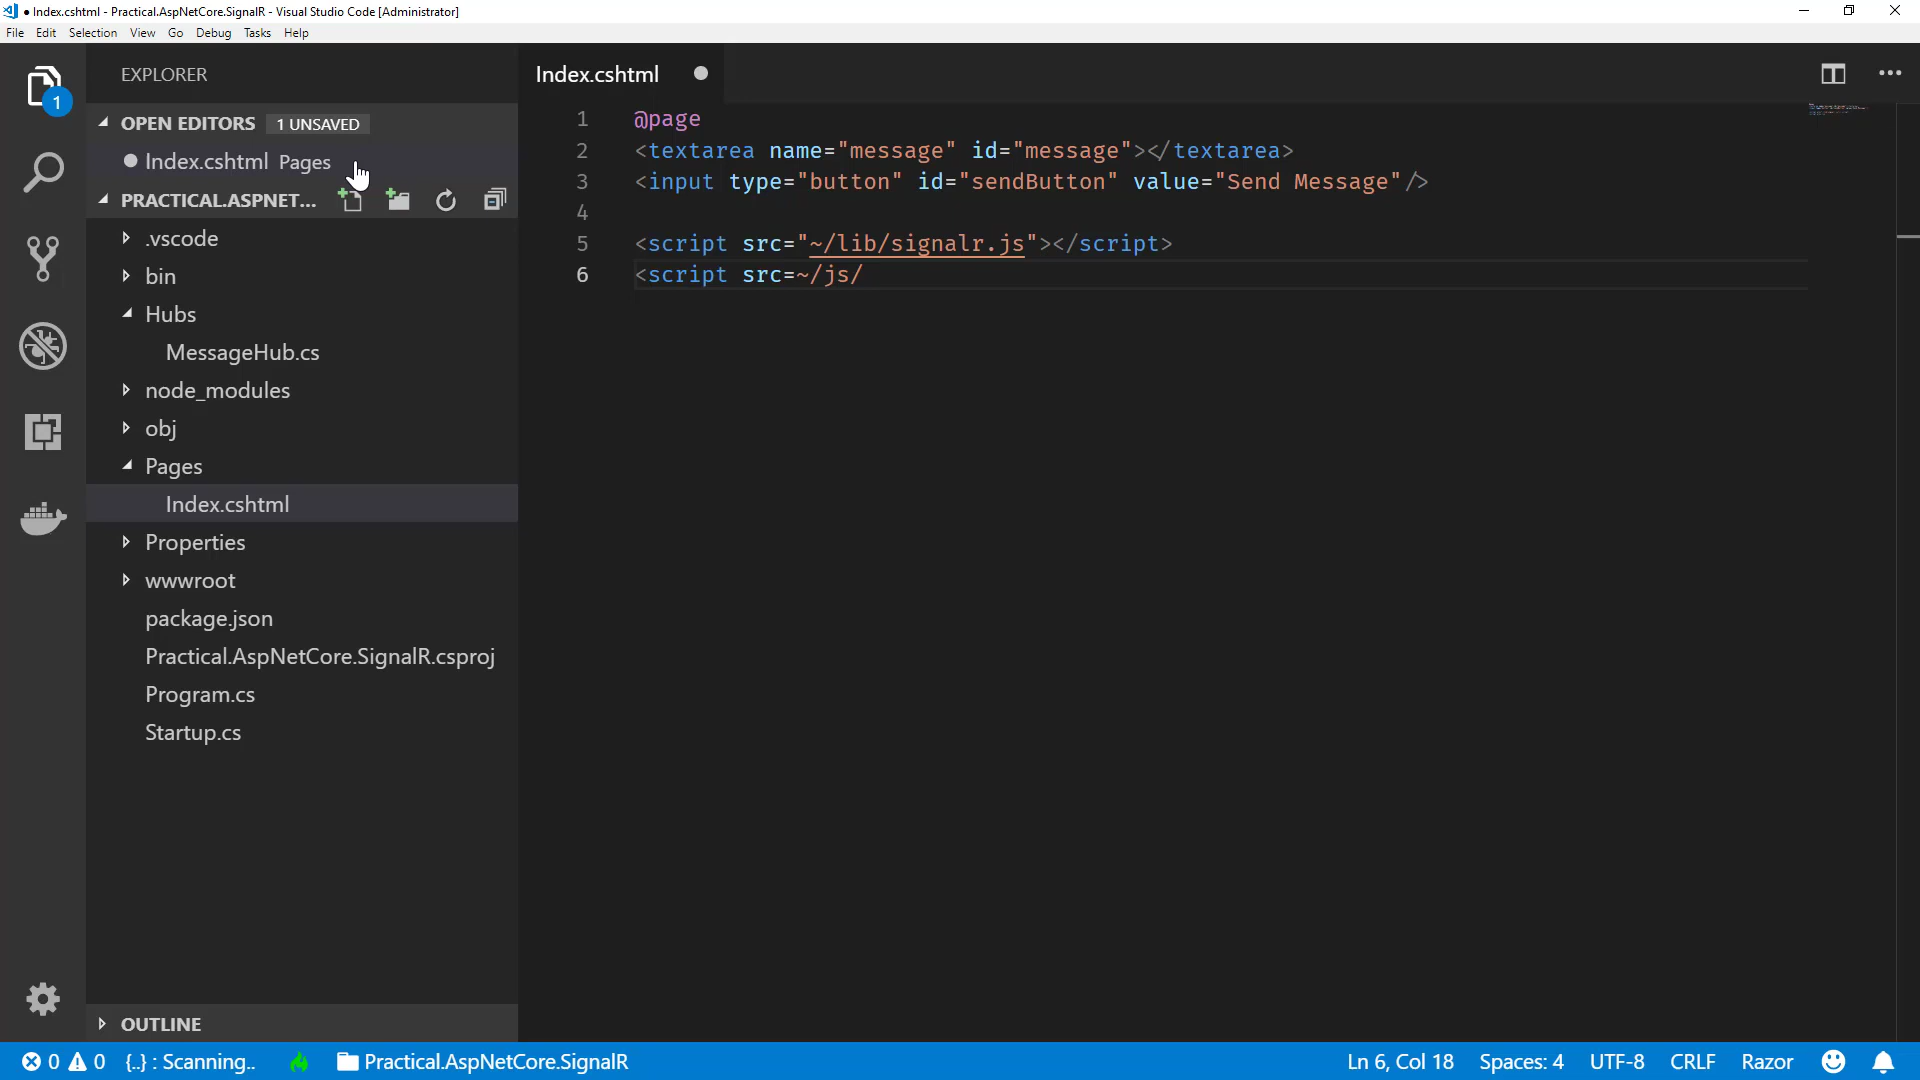 Index.cshtml - Practical.AspNetCore.SignalR - Visual Studio Code [Administrator]
File Edit Selection View Go Debug Tasks Help
EXPLORER
1
OPEN EDITORS 1 UNSAVED
Index.cshtml Pages
PRACTICAL.ASPNET...
.vscode
bin
Hubs
MessageHub.cs
node_modules
obj
Pages
Index.cshtml
Properties
wwwroot
package.json
Practical.AspNetCore.SignalR.csproj
Program.cs
Startup.cs
OUTLINE
Index.cshtml
1 @page
2 <textarea name="message" id="message"></textarea>
3 <input type="button" id="sendButton" value="Send Message"/>
4
5 <script src="~/lib/signalr.js"></script>
6 <script src=~/js/
0 0 {..} : Scanning.. Practical.AspNetCore.SignalR Ln 6, Col 18 Spaces: 4 UTF-8 CRLF Razor